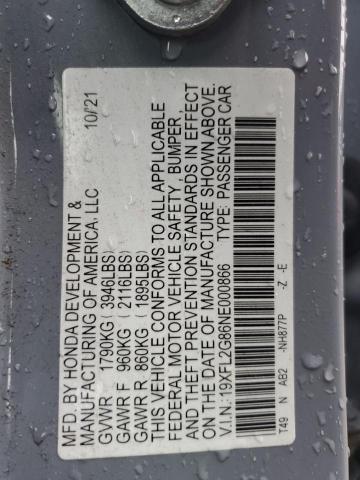 MFD.BY HONDA DEVELOPMENT &
MANUFACTURING OF AMERICA, LLC 10/21
GVWR 1790KG (3946LBS)
GAWR F 960KG (2116LBS)
GAWR R 860KG (1895LBS)
THIS VEHICLE CONFORMS TO ALL APPLICABLE
FEDERAL MOTOR VEHICLE SAFETY, BUMPER,
AND THEFT PREVENTION STANDARDS IN EFFECT
ON THE DATE OF MANUFACTURE SHOWN ABOVE.
V.I.N.:19XFL2G86NE000866 TYPE: PASSENGER CAR
T49 N AB2 -NH877P -Z -E